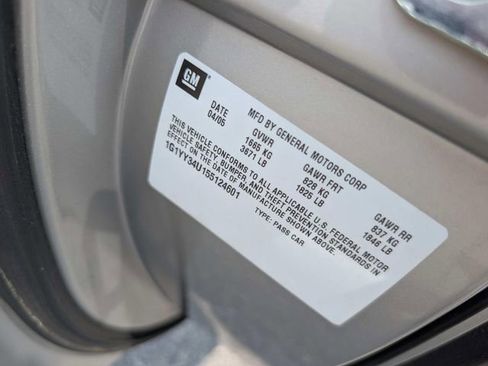 GM
MFD BY GENERAL MOTORS CORP
DATE GVWR GAWR FRT GAWR RR
04/05 1665 KG 828 KG 837 KG
3671 LB 1826 LB 1846 LB
THIS VEHICLE CONFORMS TO ALL APPLICABLE U.S. FEDERAL MOTOR
VEHICLE SAFETY, BUMPER, AND THEFT PREVENTION STANDARDS IN
EFFECT ON THE DATE OF MANUFACTURE SHOWN ABOVE.
1G1YY34U155124601 TYPE: PASS CAR